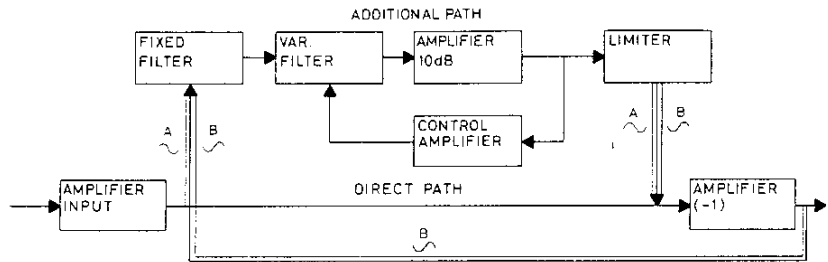 ADDITIONAL PATH
FIXED
FILTER
VAR.
FILTER
AMPLIFIER
10dB
LIMITER
CONTROL
AMPLIFIER
A
B
A
B
AMPLIFIER
INPUT
DIRECT PATH
AMPLIFIER
(-1)
B